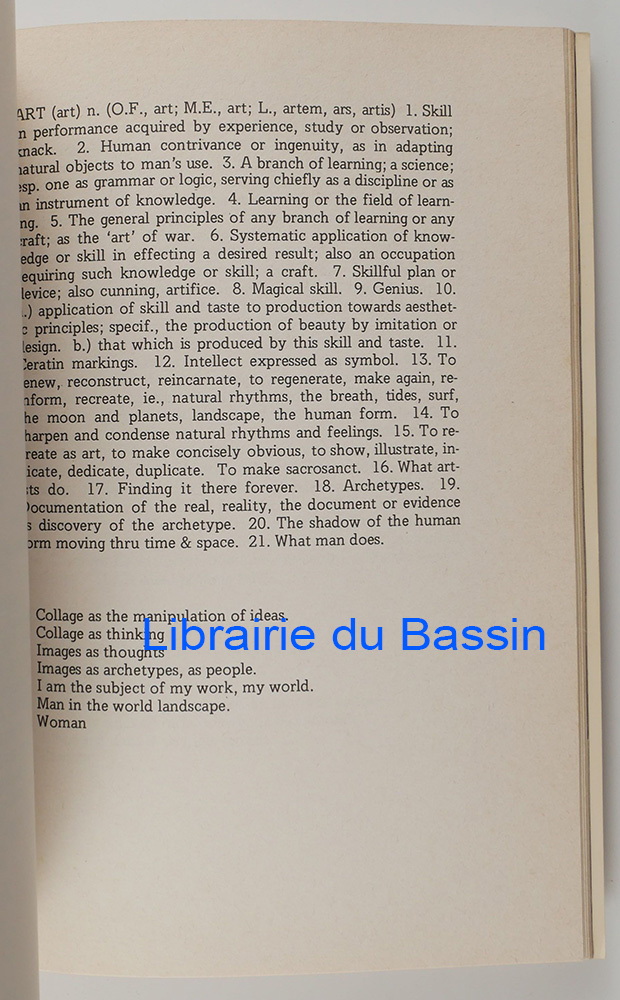 ART (art) n. (O.F., art; M.E., art; L., artem, ars, artis) 1. Skill
n performance acquired by experience, study or observation;
knack. 2. Human contrivance or ingenuity, as in adapting
natural objects to man's use. 3. A branch of learning; a science;
esp. one as grammar or logic, serving chiefly as a discipline or as
an instrument of knowledge. 4. Learning or the field of learn-
ng. 5. The general principles of any branch of learning or any
craft; as the 'art' of war. 6. Systematic application of know-
edge or skill in effecting a desired result; also an occupation
equiring such knowledge or skill; a craft. 7. Skillful plan or
device; also cunning, artifice. 8. Magical skill. 9. Genius. 10.
.) application of skill and taste to production towards aesthet-
c principles; specif., the production of beauty by imitation or
design. b.) that which is produced by this skill and taste. 11.
Ceratin markings. 12. Intellect expressed as symbol. 13. To
enew, reconstruct, reincarnate, to regenerate, make again, re-
nform, recreate, ie., natural rhythms, the breath, tides, surf,
he moon and planets, landscape, the human form. 14. To
harpen and condense natural rhythms and feelings. 15. To re-
reate as art, to make concisely obvious, to show, illustrate, in-
icate, dedicate, duplicate. To make sacrosanct. 16. What art-
sts do. 17. Finding it there forever. 18. Archetypes. 19.
Documentation of the real, reality, the document or evidence
s discovery of the archetype. 20. The shadow of the human
orm moving thru time & space. 21. What man does.
Collage as the manipulation of ideas.
Collage as thinking
Librairie du Bassin
Images as thoughts
Images as archetypes, as people.
I am the subject of my work, my world.
Man in the world landscape.
Woman